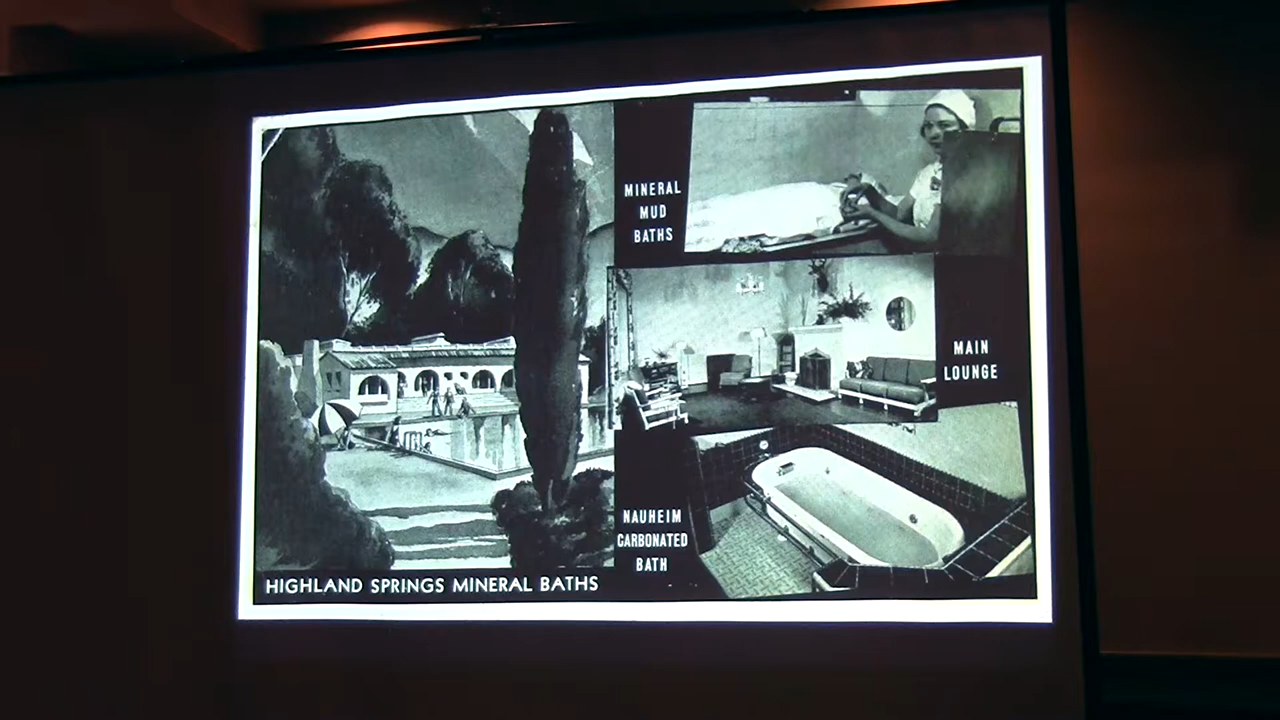 MINERAL
MUD
BATHS
MAIN
LOUNGE
NAUHEIM
CARBONATED
BATH
HIGHLAND SPRINGS MINERAL BATHS